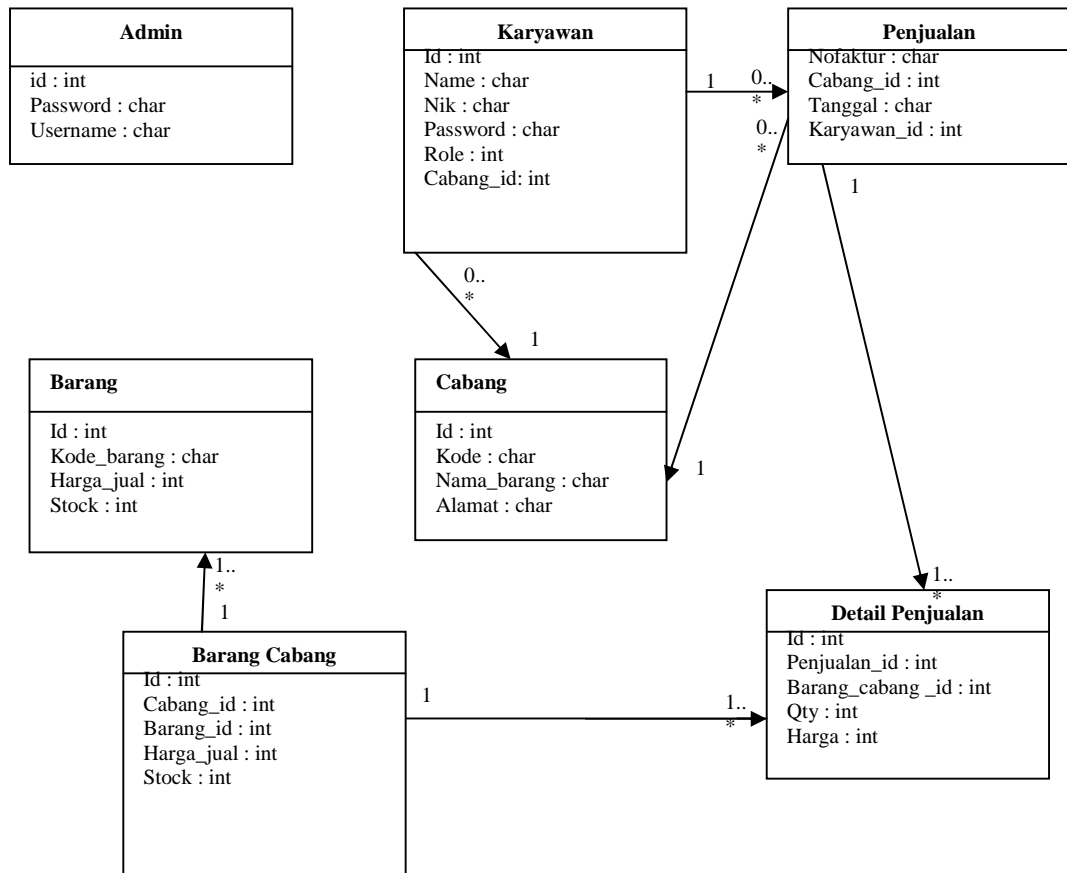 Admin
id : int
Password : char
Username : char
Karyawan
Id : int
Name : char
Nik : char
Password : char
Role : int
Cabang_id: int
Penjualan
Nofaktur : char
Cabang_id : int
Tanggal : char
Karyawan_id : int
1
0..
*
0..
*
1
0..
*
1
1
Barang
Id : int
Kode_barang : char
Harga_jual : int
Stock : int
Cabang
Id : int
Kode : char
Nama_barang : char
Alamat : char
1..
*
1
1..
*
Barang Cabang
Id : int
Cabang_id : int
Barang_id : int
Harga_jual : int
Stock : int
1
1..
*
Detail Penjualan
Id : int
Penjualan_id : int
Barang_cabang _id : int
Qty : int
Harga : int